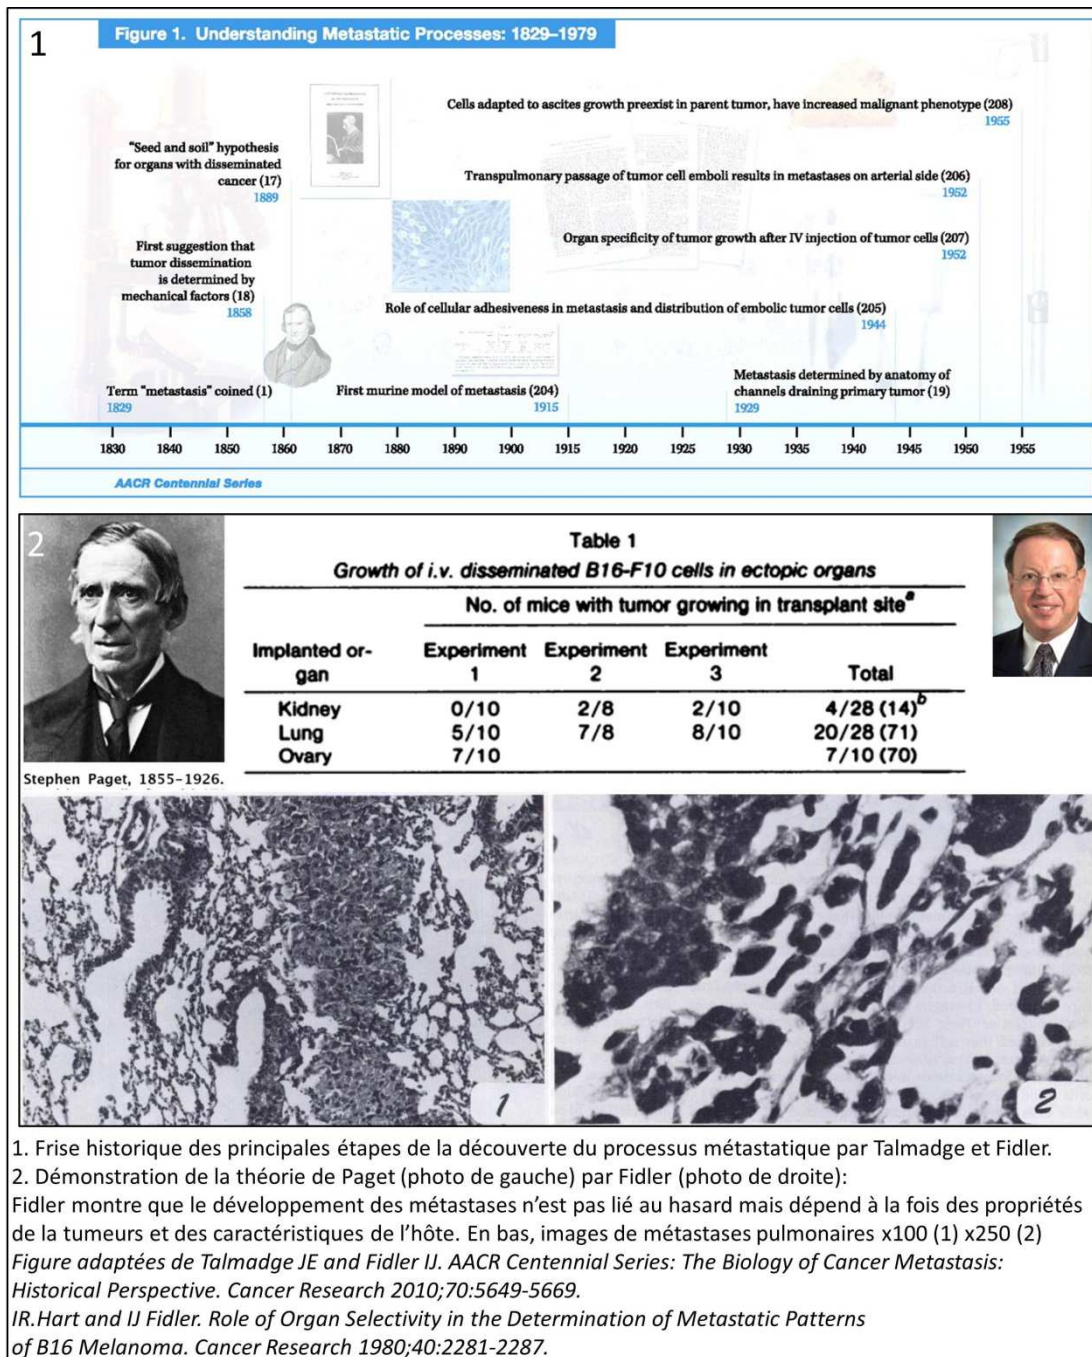 1
Figure 1. Understanding Metastatic Processes: 1829–1979
Cells adapted to ascites growth preexist in parent tumor, have increased malignant phenotype (208)
1955
"Seed and soil" hypothesis
for organs with disseminated
cancer (17)
1889
Transpulmonary passage of tumor cell emboli results in metastases on arterial side (206)
1952
Organ specificity of tumor growth after IV injection of tumor cells (207)
1952
First suggestion that
tumor dissemination
is determined by
mechanical factors (18)
1858
Role of cellular adhesiveness in metastasis and distribution of embolic tumor cells (205)
1944
Term "metastasis" coined (1)
1829
First murine model of metastasis (204)
1915
Metastasis determined by anatomy of
channels draining primary tumor (19)
1929
1830 1840 1850 1860 1870 1880 1890 1900 1915 1920 1925 1930 1935 1940 1945 1950 1955
AACR Centennial Series
2
Stephen Paget, 1855–1926.
Table 1
Growth of i.v. disseminated B16-F10 cells in ectopic organs
No. of mice with tumor growing in transplant site a
Implanted or-
gan
Experiment 1
Experiment 2
Experiment 3
Total
Kidney 0/10 2/8 2/10 4/28 (14) b
Lung 5/10 7/8 8/10 20/28 (71)
Ovary 7/10 7/10 (70)
1
2
1. Frise historique des principales étapes de la découverte du processus métastatique par Talmadge et Fidler.
2. Démonstration de la théorie de Paget (photo de gauche) par Fidler (photo de droite):
Fidler montre que le développement des métastases n'est pas lié au hasard mais dépend à la fois des propriétés
de la tumeurs et des caractéristiques de l'hôte. En bas, images de métastases pulmonaires x100 (1) x250 (2)
Figure adaptées de Talmadge JE and Fidler IJ. AACR Centennial Series: The Biology of Cancer Metastasis:
Historical Perspective. Cancer Research 2010;70:5649-5669.
IR.Hart and IJ Fidler. Role of Organ Selectivity in the Determination of Metastatic Patterns
of B16 Melanoma. Cancer Research 1980;40:2281-2287.